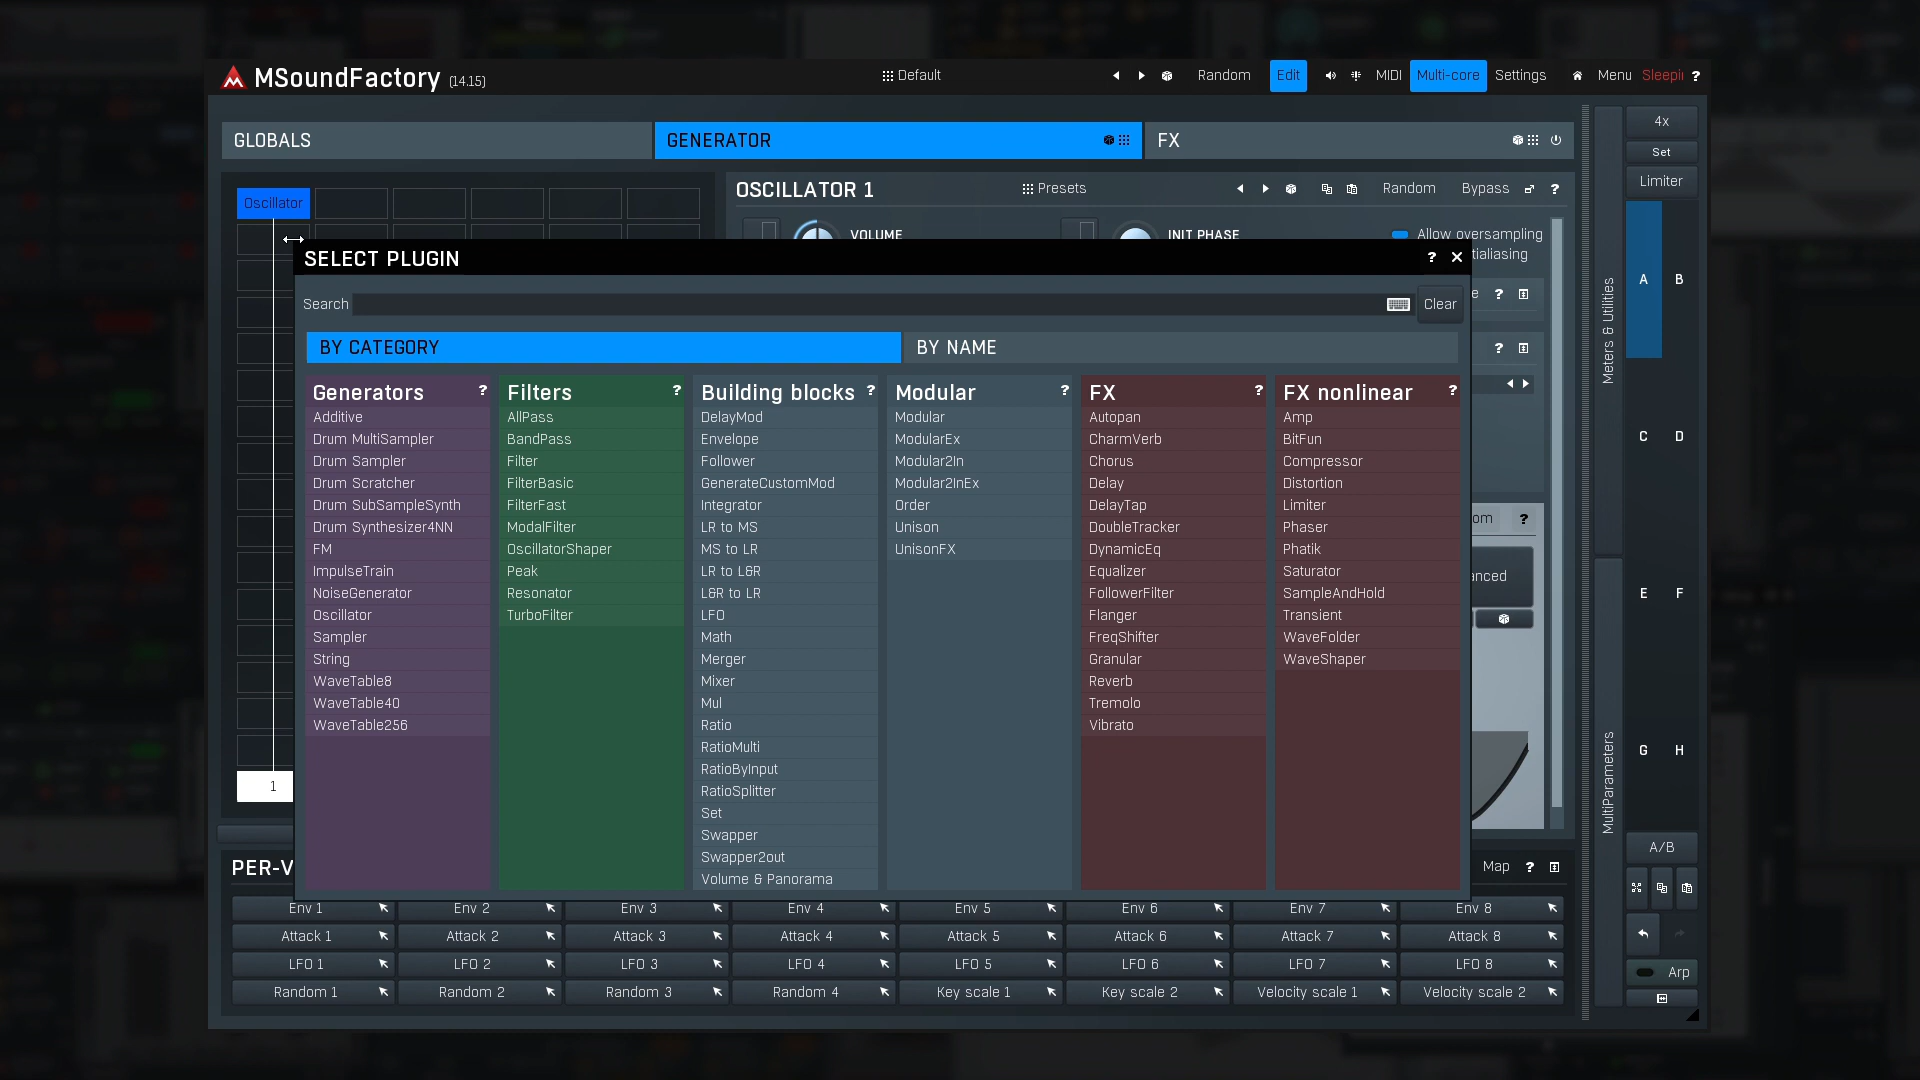 MSoundFactory (14.15)
Default
Random
Edit
MIDI
Multi-core
Settings
Menu
Sleepi
?
GLOBALS
GENERATOR
FX
4x
Set
Limiter
Oscillator
OSCILLATOR 1
Presets
Random
Bypass
?
VOLUME
INIT PHASE
Allow oversampling
tialiasing
SELECT PLUGIN
?
Search
Clear
BY CATEGORY
BY NAME
Generators ?
Additive
Drum MultiSampler
Drum Sampler
Drum Scratcher
Drum SubSampleSynth
Drum Synthesizer4NN
FM
ImpulseTrain
NoiseGenerator
Oscillator
Sampler
String
WaveTable8
WaveTable40
WaveTable256
Filters ?
AllPass
BandPass
Filter
FilterBasic
FilterFast
ModalFilter
OscillatorShaper
Peak
Resonator
TurboFilter
Building blocks ?
DelayMod
Envelope
Follower
GenerateCustomMod
Integrator
LR to MS
MS to LR
LR to L&R
L&R to LR
LFO
Math
Merger
Mixer
Mul
Ratio
RatioMulti
RatioByInput
RatioSplitter
Set
Swapper
Swapper2out
Volume & Panorama
Modular ?
Modular
ModularEx
Modular2In
Modular2InEx
Order
Unison
UnisonFX
FX ?
Autopan
CharmVerb
Chorus
Delay
DelayTap
DoubleTracker
DynamicEq
Equalizer
FollowerFilter
Flanger
FreqShifter
Granular
Reverb
Tremolo
Vibrato
FX nonlinear ?
Amp
BitFun
Compressor
Distortion
Limiter
Phaser
Phatik
Saturator
SampleAndHold
Transient
WaveFolder
WaveShaper
e ?
?
om ?
anced
Meters & Utilities
MultiParameters
A B
C D
E F
G H
A/B
Arp
1
PER-V
Map ?
Env 1 Env 2 Env 3 Env 4 Env 5 Env 6 Env 7 Env 8
Attack 1 Attack 2 Attack 3 Attack 4 Attack 5 Attack 6 Attack 7 Attack 8
LFO 1 LFO 2 LFO 3 LFO 4 LFO 5 LFO 6 LFO 7 LFO 8
Random 1 Random 2 Random 3 Random 4 Key scale 1 Key scale 2 Velocity scale 1 Velocity scale 2